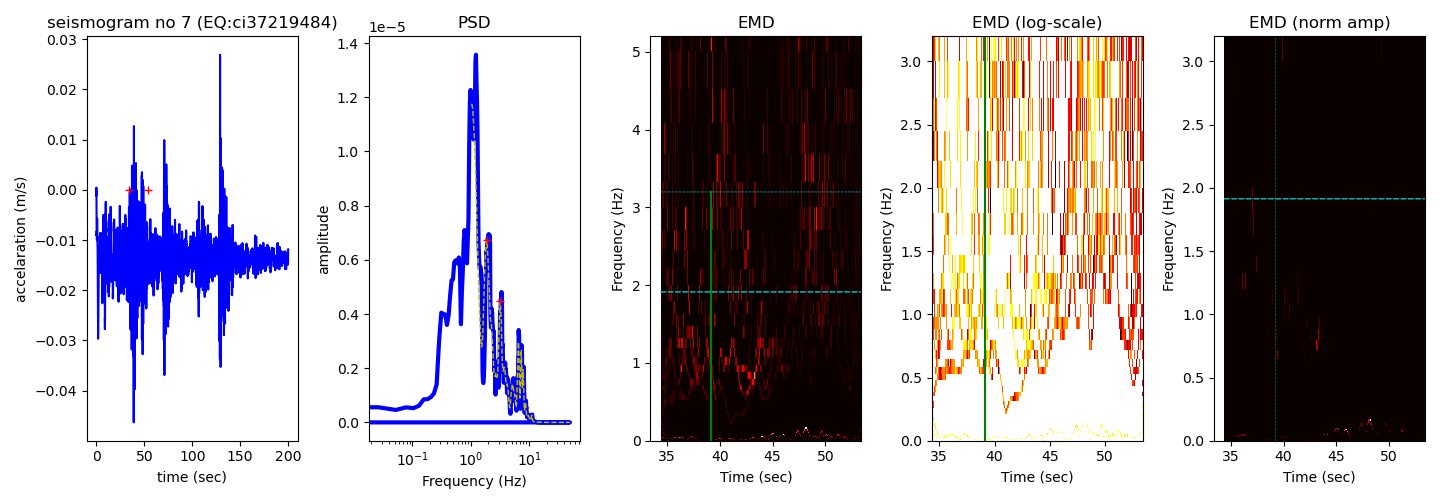 seismogram no 7 (EQ:ci37219484)
accelaration (m/s)
0.03
0.02
0.01
0.00
−0.01
−0.02
−0.03
−0.04
0 50 100 150 200
time (sec)
PSD
1e−5
amplitude
1.4
1.2
1.0
0.8
0.6
0.4
0.2
0.0
10⁻¹ 10⁰ 10¹
Frequency (Hz)
EMD
Frequency (Hz)
5
4
3
2
1
0
35 40 45 50
Time (sec)
EMD (log-scale)
Frequency (Hz)
3.0
2.5
2.0
1.5
1.0
0.5
0.0
35 40 45 50
Time (sec)
EMD (norm amp)
Frequency (Hz)
3.0
2.5
2.0
1.5
1.0
0.5
0.0
35 40 45 50
Time (sec)